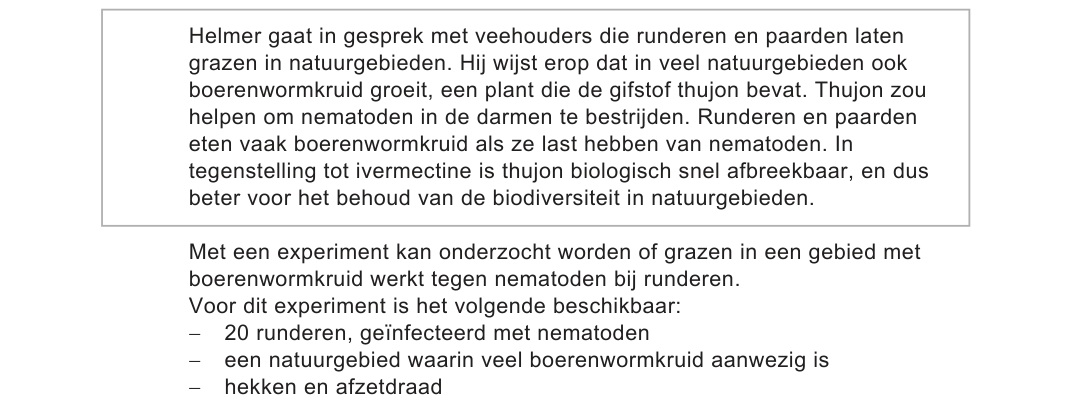 Helmer gaat in gesprek met veehouders die runderen en paarden laten
grazen in natuurgebieden. Hij wijst erop dat in veel natuurgebieden ook
boerenwormkruid groeit, een plant die de gifstof thujon bevat. Thujon zou
helpen om nematoden in de darmen te bestrijden. Runderen en paarden
eten vaak boerenwormkruid als ze last hebben van nematoden. In
tegenstelling tot ivermectine is thujon biologisch snel afbreekbaar, en dus
beter voor het behoud van de biodiversiteit in natuurgebieden.
Met een experiment kan onderzocht worden of grazen in een gebied met
boerenwormkruid werkt tegen nematoden bij runderen.
Voor dit experiment is het volgende beschikbaar:
– 20 runderen, geïnfecteerd met nematoden
– een natuurgebied waarin veel boerenwormkruid aanwezig is
– hekken en afzetdraad